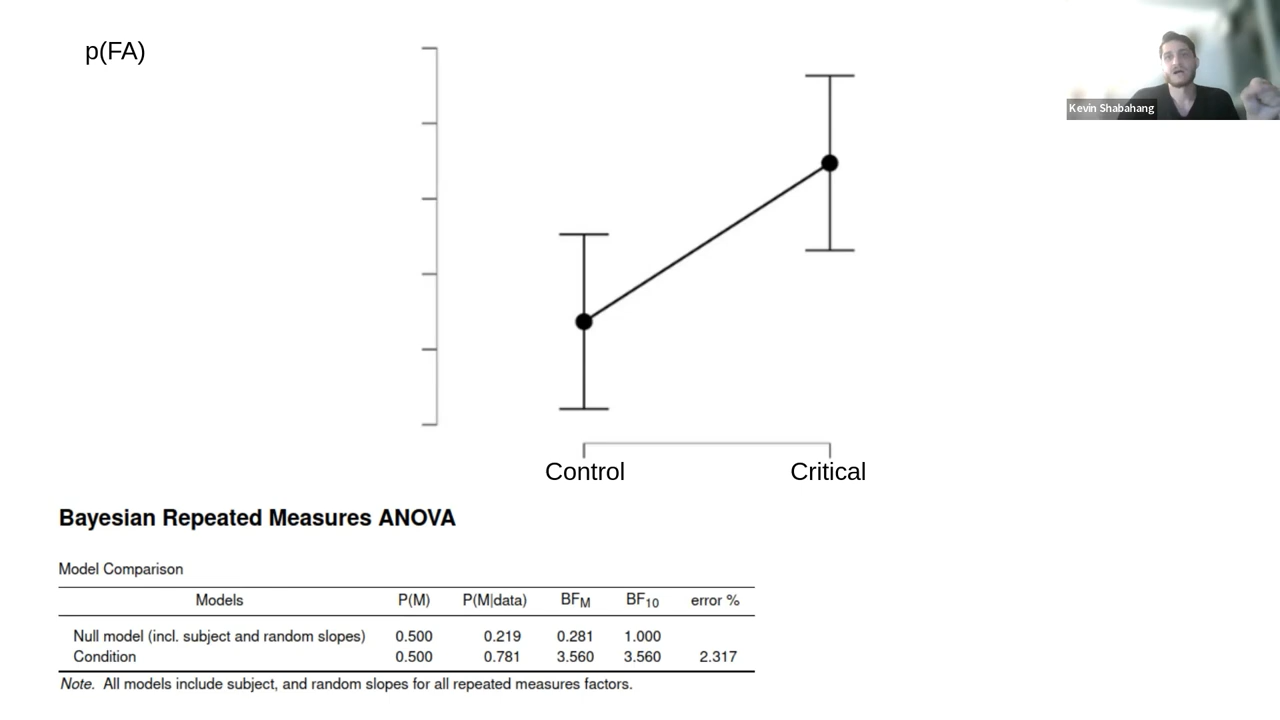 p(FA)
Kevin Shabahang
Control Critical
Bayesian Repeated Measures ANOVA
Model Comparison
Models P(M) P(M|data) BFM BF10 error %
Null model (incl. subject and random slopes) 0.500 0.219 0.281 1.000
Condition 0.500 0.781 3.560 3.560 2.317
Note. All models include subject, and random slopes for all repeated measures factors.